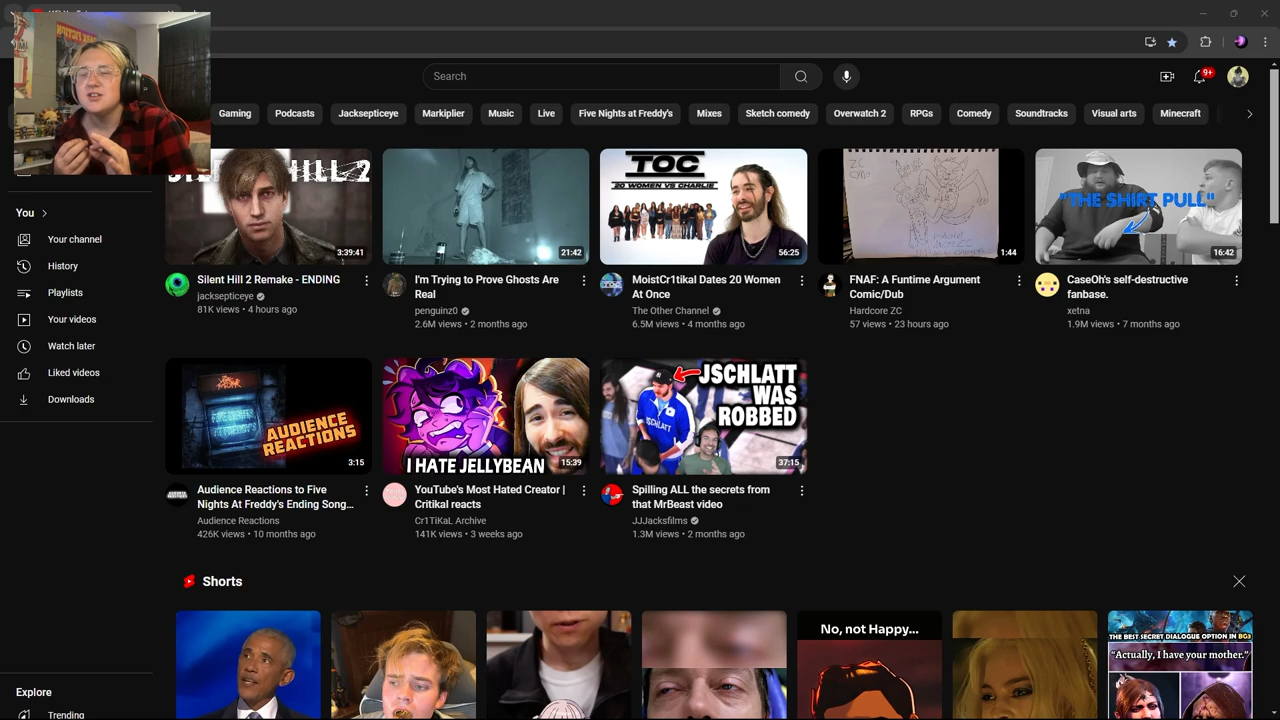 Search
9+
Gaming
Podcasts
Jacksepticeye
Markiplier
Music
Live
Five Nights at Freddy's
Mixes
Sketch comedy
Overwatch 2
RPGs
Comedy
Soundtracks
Visual arts
Minecraft
You
Your channel
History
Playlists
Your videos
Watch later
Liked videos
Downloads
Explore
Trending
HILL 2
3:39:41
Silent Hill 2 Remake - ENDING
jacksepticeye
81K views • 4 hours ago
21:42
I'm Trying to Prove Ghosts Are
Real
penguinz0
2.6M views • 2 months ago
TOC
20 WOMEN VS CHARLIE
56:25
MoistCr1tikal Dates 20 Women
At Once
The Other Channel
6.5M views • 4 months ago
1:44
FNAF: A Funtime Argument
Comic/Dub
Hardcore ZC
57 views • 23 hours ago
"THE SHIRT PULL"
16:42
CaseOh's self-destructive
fanbase.
xetna
1.9M views • 7 months ago
AUDIENCE
REACTIONS
3:15
Audience Reactions to Five
Nights At Freddy's Ending Song...
Audience Reactions
426K views • 10 months ago
I HATE JELLYBEAN
15:39
YouTube's Most Hated Creator |
Critikal reacts
Cr1TiKaL Archive
141K views • 3 weeks ago
JSCHLATT
WAS
ROBBED
JSCHLATT
37:15
Spilling ALL the secrets from
that MrBeast video
JJJacksfilms
1.3M views • 2 months ago
Shorts
No, not Happy...
THE BEST SECRET DIALOGUE OPTION IN BG3
"Actually, I have your mother."